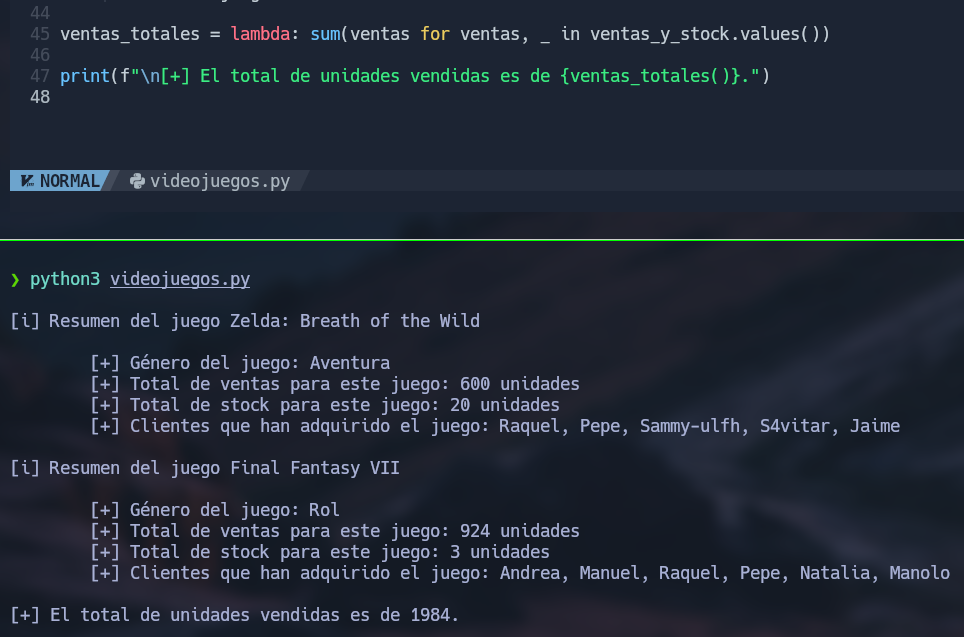 44
45 ventas_totales = lambda: sum(ventas for ventas, _ in ventas_y_stock.values())
46
47 print(f"\n[+] El total de unidades vendidas es de {ventas_totales()}.")
48
NORMAL videojuegos.py
❯ python3 videojuegos.py
[i] Resumen del juego Zelda: Breath of the Wild
[+] Género del juego: Aventura
[+] Total de ventas para este juego: 600 unidades
[+] Total de stock para este juego: 20 unidades
[+] Clientes que han adquirido el juego: Raquel, Pepe, Sammy-ulfh, S4vitar, Jaime
[i] Resumen del juego Final Fantasy VII
[+] Género del juego: Rol
[+] Total de ventas para este juego: 924 unidades
[+] Total de stock para este juego: 3 unidades
[+] Clientes que han adquirido el juego: Andrea, Manuel, Raquel, Pepe, Natalia, Manolo
[+] El total de unidades vendidas es de 1984.